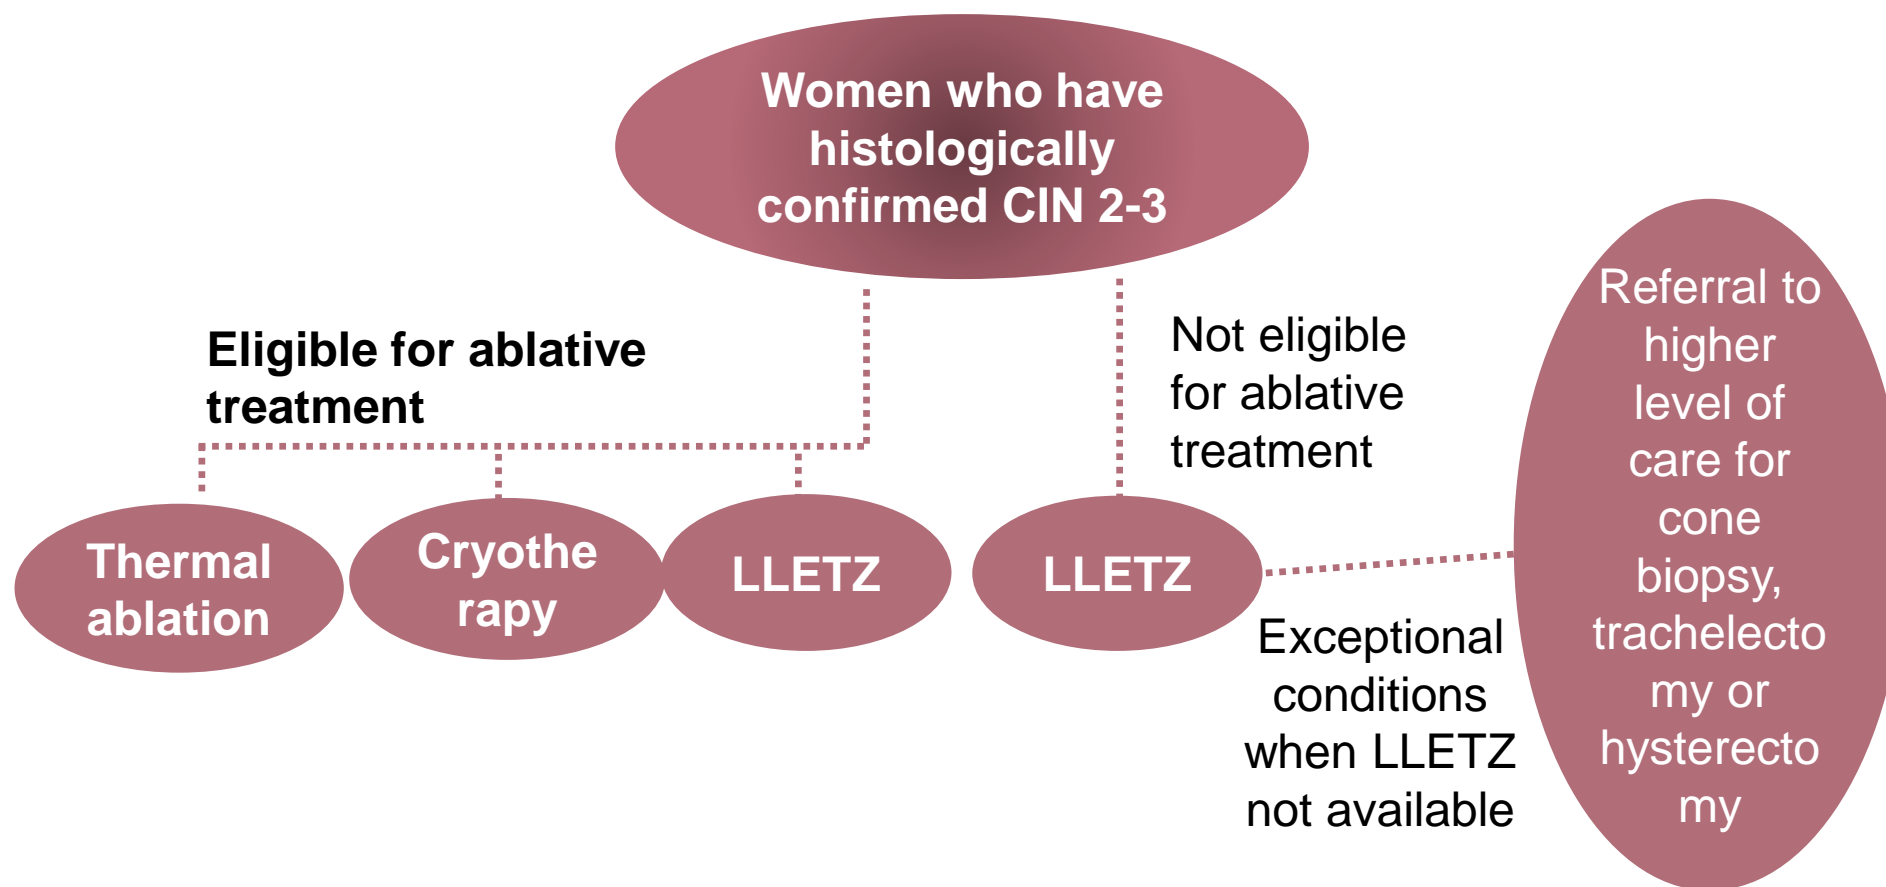 Women who have
histologically
confirmed CIN 2-3
Eligible for ablative
treatment
Not eligible
for ablative
treatment
Thermal
ablation
Cryothe
rapy
LLETZ
LLETZ
Exceptional
conditions
when LLETZ
not available
Referral to
higher
level of
care for
cone
biopsy,
trachelecto
my or
hysterecto
my